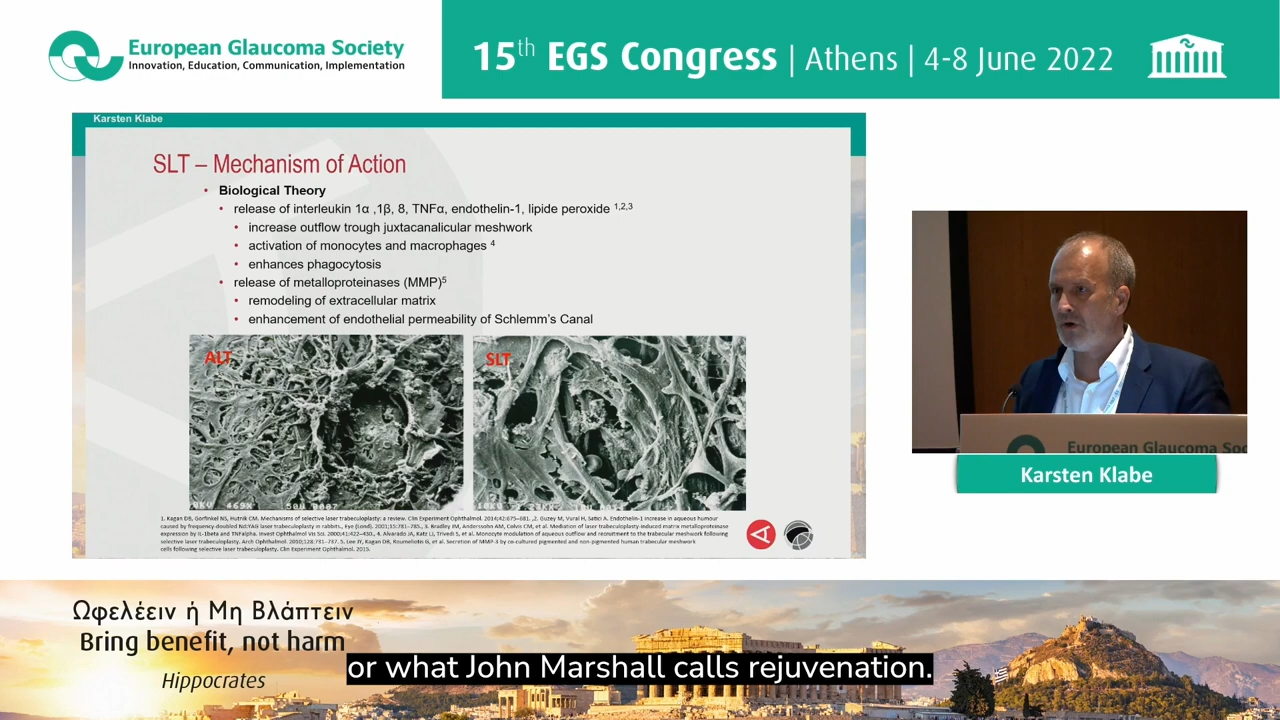 European Glaucoma Society
Innovation, Education, Communication, Implementation
15th EGS Congress | Athens | 4-8 June 2022
Karsten Klabe
SLT – Mechanism of Action
• Biological Theory
• release of interleukin 1α ,1β, 8, TNFα, endothelin-1, lipide peroxide 1,2,3
• increase outflow trough juxtacanalicular meshwork
• activation of monocytes and macrophages 4
• enhances phagocytosis
• release of metalloproteinases (MMP)5
• remodeling of extracellular matrix
• enhancement of endothelial permeability of Schlemm's Canal
ALT
SLT
469X
1. Kagan DB, Gorfinkel NS, Hutnik CM. Mechanisms of selective laser trabeculoplasty: a review. Clin Experiment Ophthalmol. 2014;42:675–681. ,2. Guzey M, Vural H, Satici A. Endothelin-1 increase in aqueous humour
caused by frequency doubled Nd:YAG laser trabeculoplasty in rabbits., Eye (Lond). 2001;15:781–785., 3. Bradley JM, Anderssohn AM, Colvis CM, et al. Mediation of laser trabeculoplasty-induced matrix metalloproteinase
expression by IL-1beta and TNFalpha. Invest Ophthalmol Vis Sci. 2000;41:422–430., 4. Alvarado JA, Katz LJ, Trivedi S, et al. Monocyte modulation of aqueous outflow and recruitment to the trabecular meshwork following
selective laser trabeculoplasty. Arch Ophthalmol. 2010;128:731–737. 5. Lee JY, Kagan DB, Roumeliotis G, et al. Secretion of MMP-3 by co-cultured pigmented and non-pigmented human trabecular meshwork
cells following selective laser trabeculoplasty. Clin Experiment Ophthalmol. 2015.
European Glaucoma Soc
Karsten Klabe
Ωφελέειν ή Μη Βλάπτειν
Bring benefit, not harm
Hippocrates
or what John Marshall calls rejuvenation.